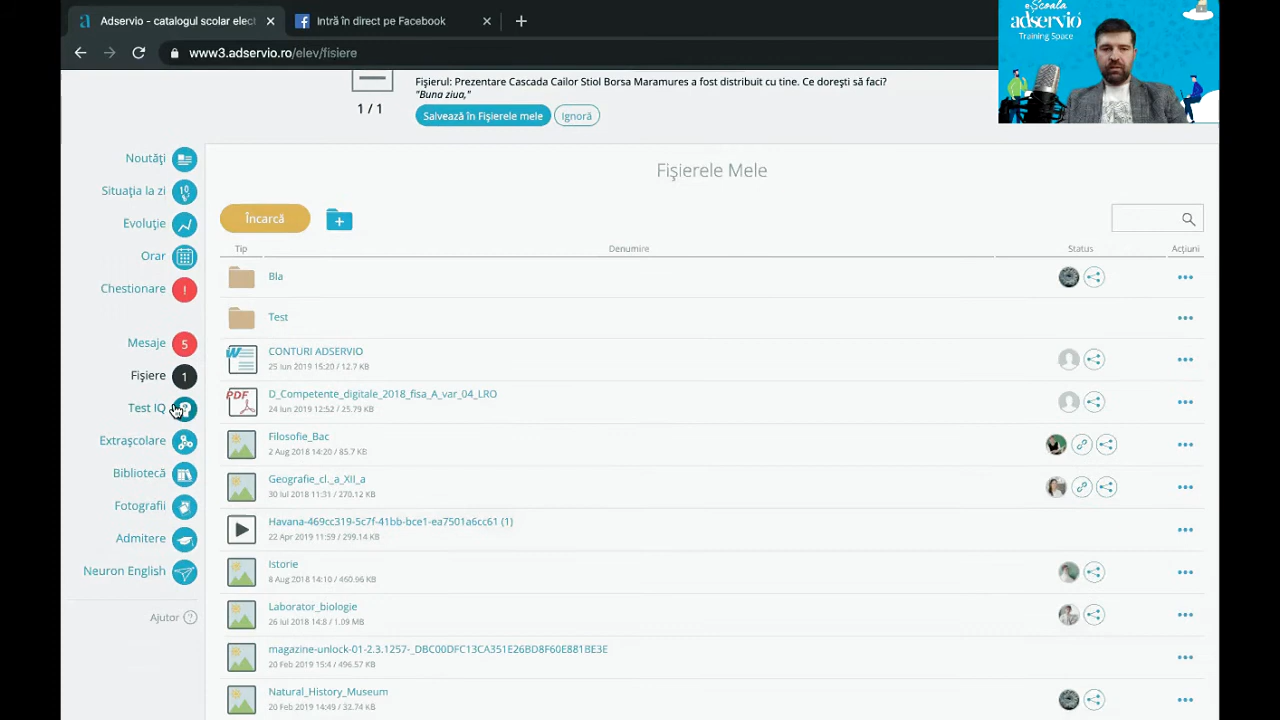 Adservio - catalogul scolar elect
Intră în direct pe Facebook
www3.adservio.ro/elev/fisiere
e-Școala
adservio
Training Space
1 / 1
Fișierul: Prezentare Cascada Cailor Stiol Borsa Maramures a fost distribuit cu tine. Ce dorești să faci?
"Buna ziua,"
Salvează în Fișierele mele
Ignoră
Noutăți
Situația la zi
Evoluție
Orar
Chestionare
!
Mesaje
5
Fișiere
1
Test IQ
Extrașcolare
Bibliotecă
Fotografii
Admitere
Neuron English
Ajutor ?
Fișierele Mele
Încarcă
Tip
Denumire
Status
Acțiuni
Bla
Test
CONTURI ADSERVIO
25 Iun 2019 15:20 / 12.7 KB
PDF
D_Competente_digitale_2018_fisa_A_var_04_LRO
24 Iun 2019 12:52 / 25.79 KB
Filosofie_Bac
2 Aug 2018 14:20 / 85.7 KB
Geografie_cl._a_XII_a
30 Iul 2018 11:31 / 270.12 KB
Havana-469cc319-5c7f-41bb-bce1-ea7501a6cc61 (1)
22 Apr 2019 11:59 / 299.14 KB
Istorie
8 Aug 2018 14:10 / 460.96 KB
Laborator_biologie
26 Iul 2018 14:8 / 1.09 MB
magazine-unlock-01-2.3.1257-_DBC00DFC13CA351E26BD8F60E881BE3E
20 Feb 2019 15:4 / 496.57 KB
Natural_History_Museum
20 Feb 2019 14:49 / 32.74 KB